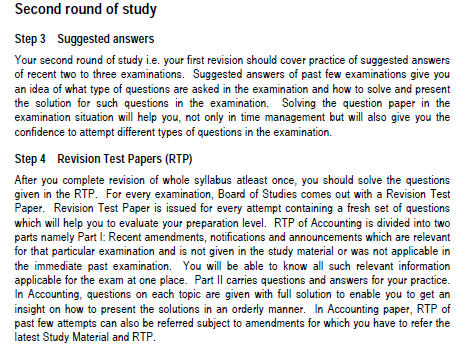 Second round of study
Step 3 Suggested answers
Your second round of study i.e. your first revision should cover practice of suggested answers
of recent two to three examinations. Suggested answers of past few examinations give you
an idea of what type of questions are asked in the examination and how to solve and present
the solution for such questions in the examination. Solving the question paper in the
examination situation will help you, not only in time management but will also give you the
confidence to attempt different types of questions in the examination.
Step 4 Revision Test Papers (RTP)
After you complete revision of whole syllabus atleast once, you should solve the questions
given in the RTP. For every examination, Board of Studies comes out with a Revision Test
Paper. Revision Test Paper is issued for every attempt containing a fresh set of questions
which will help you to evaluate your preparation level. RTP of Accounting is divided into two
parts namely Part I: Recent amendments, notifications and announcements which are relevant
for that particular examination and is not given in the study material or was not applicable in
the immediate past examination. You will be able to know all such relevant information
applicable for the exam at one place. Part II carries questions and answers for your practice.
In Accounting, questions on each topic are given with full solution to enable you to get an
insight on how to present the solutions in an orderly manner. In Accounting paper, RTP of
past few attempts can also be referred subject to amendments for which you have to refer the
latest Study Material and RTP.